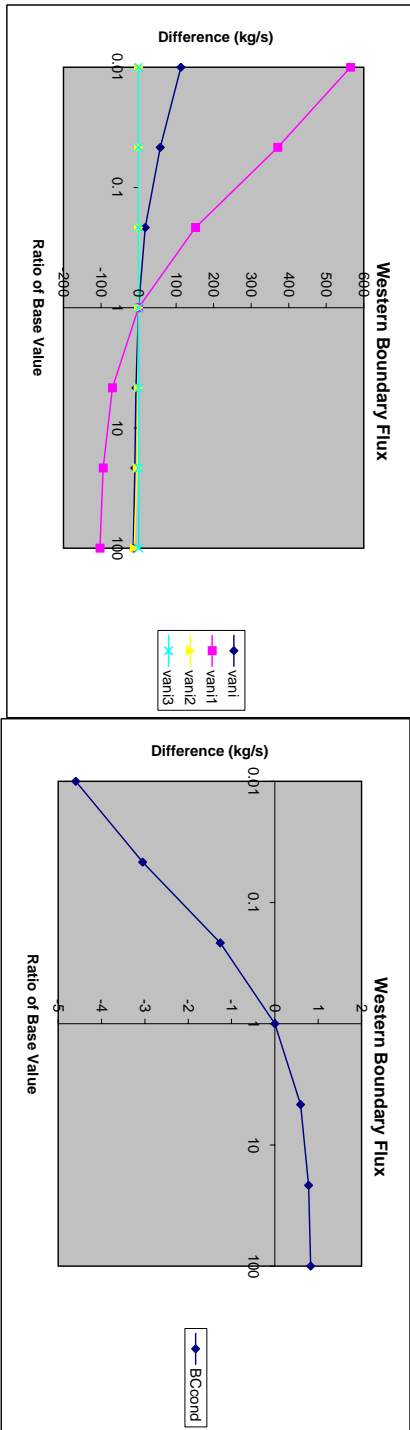 Western Boundary Flux
Difference (kg/s)
600
500
400
300
200
100
0
-100
-200
0.01
0.1
1
10
100
Ratio of Base Value
vani
vani1
vani2
vani3
Western Boundary Flux
Difference (kg/s)
2
1
0
-1
-2
-3
-4
-5
0.01
0.1
1
10
100
Ratio of Base Value
BCcond